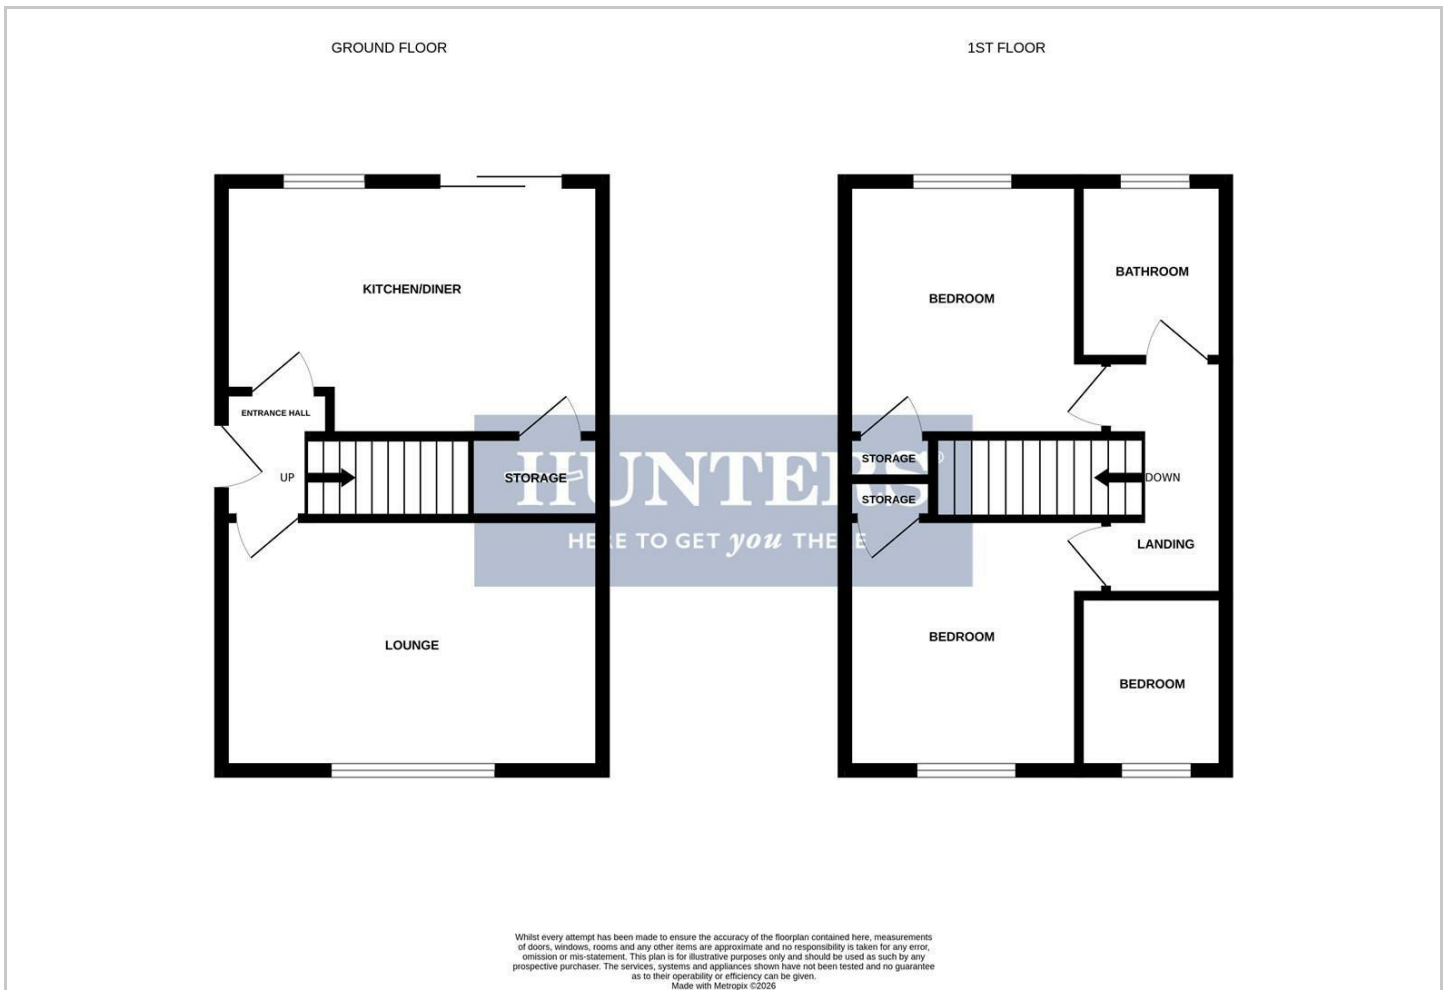 GROUND FLOOR
1ST FLOOR
KITCHEN/DINER
ENTRANCE HALL
UP
STORAGE
LOUNGE
BEDROOM
BATHROOM
STORAGE
STORAGE
DOWN
LANDING
BEDROOM
BEDROOM
HUNTERS®
HERE TO GET you THERE
Whilst every attempt has been made to ensure the accuracy of the floorplan contained here, measurements
of doors, windows, rooms and any other items are approximate and no responsibility is taken for any error,
omission or mis-statement. This plan is for illustrative purposes only and should be used as such by any
prospective purchaser. The services, systems and appliances shown have not been tested and no guarantee
as to their operability or efficiency can be given.
Made with Metropix ©2026